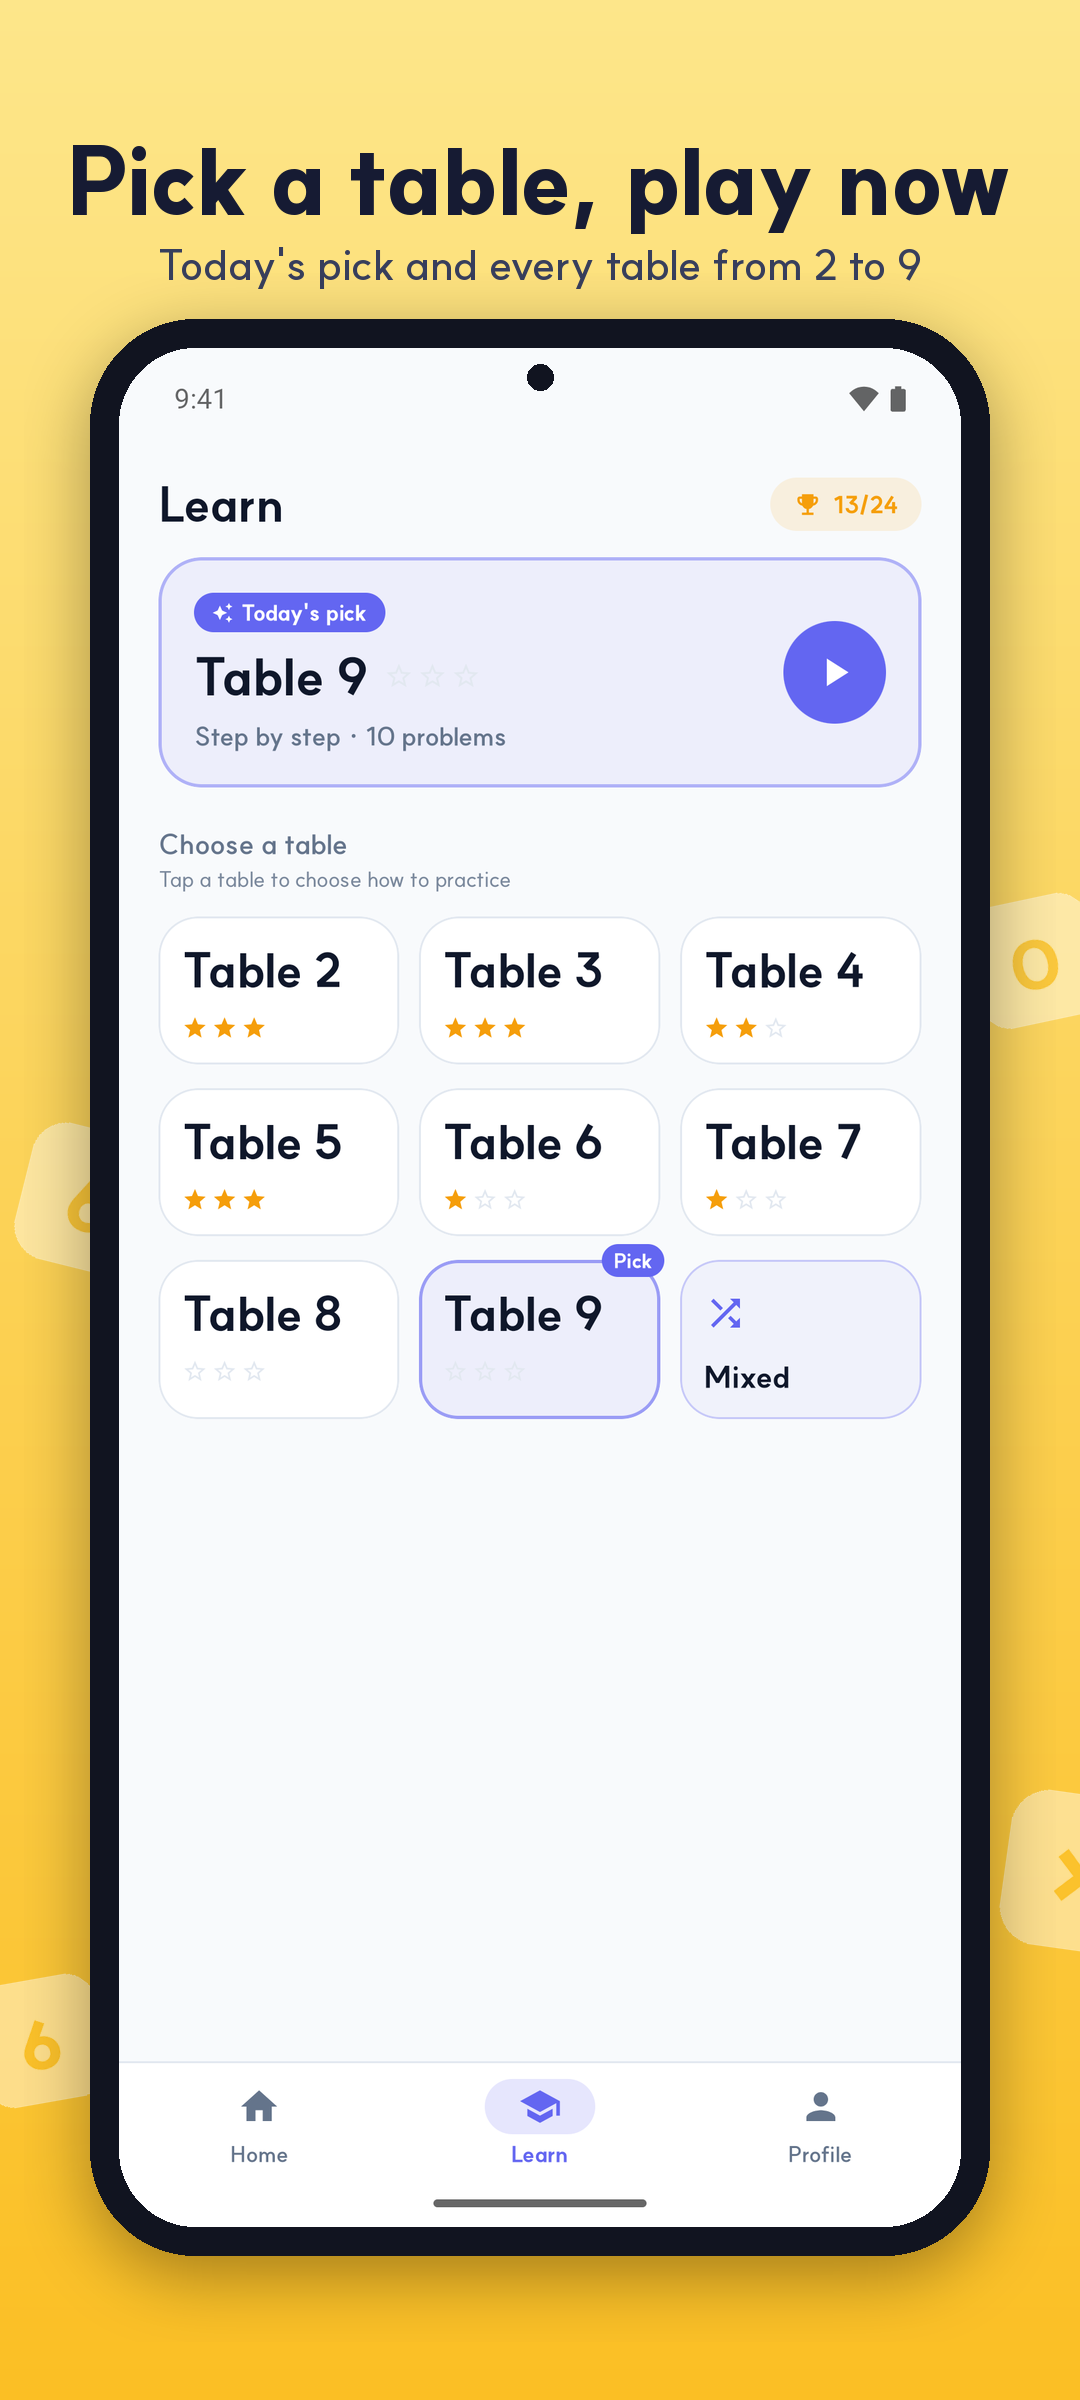 Pick a table, play now
Today's pick and every table from 2 to 9
9:41
Learn
13/24
Today's pick
Table 9
Step by step · 10 problems
Choose a table
Tap a table to choose how to practice
Table 2
Table 3
Table 4
Table 5
Table 6
Table 7
Pick
Table 8
Table 9
Mixed
0
6
Home
Learn
Profile